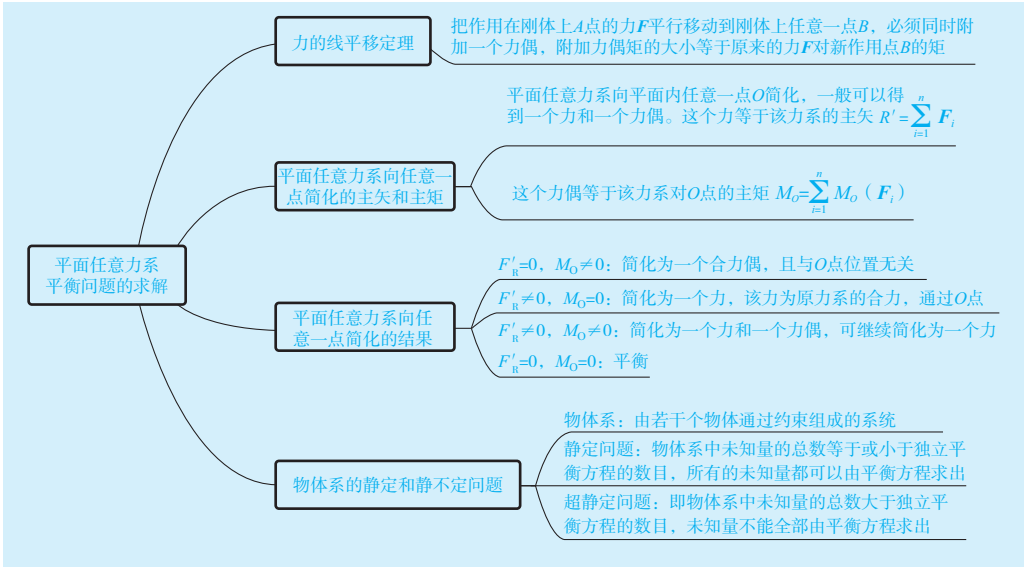 力的线平移定理
把作用在刚体上A点的力F平行移动到刚体上任意一点B，必须同时附
加一个力偶，附加力偶矩的大小等于原来的力F对新作用点B的矩
平面任意力系向平面内任意一点O简化，一般可以得
到一个力和一个力偶。这个力等于该力系的主矢 R′=∑_{i=1}^{n} F_i
平面任意力系向任意一
点简化的主矢和主矩
这个力偶等于该力系对O点的主矩 M_O=∑_{i=1}^{n} M_O（F_i）
平面任意力系
平衡问题的求解
平面任意力系向任
意一点简化的结果
F′_R=0，M_O≠0：简化为一个合力偶，且与O点位置无关
F′_R≠0，M_O=0：简化为一个力，该力为原力系的合力，通过O点
F′_R≠0，M_O≠0：简化为一个力和一个力偶，可继续简化为一个力
F′_R=0，M_O=0：平衡
物体系的静定和静不定问题
物体系：由若干个物体通过约束组成的系统
静定问题：物体系中未知量的总数等于或小于独立平
衡方程的数目，所有的未知量都可以由平衡方程求出
超静定问题：即物体系中未知量的总数大于独立平
衡方程的数目，未知量不能全部由平衡方程求出